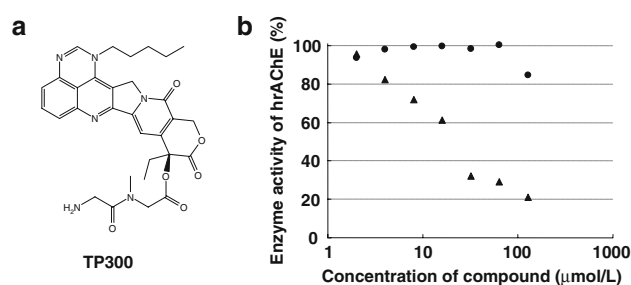 a
N
N
N
N
O
O
O
O
N
O
H₂N
O
TP300
b
Enzyme activity of hrAChE (%)
100
80
60
40
20
0
1
10
100
1000
Concentration of compound (μmol/L)